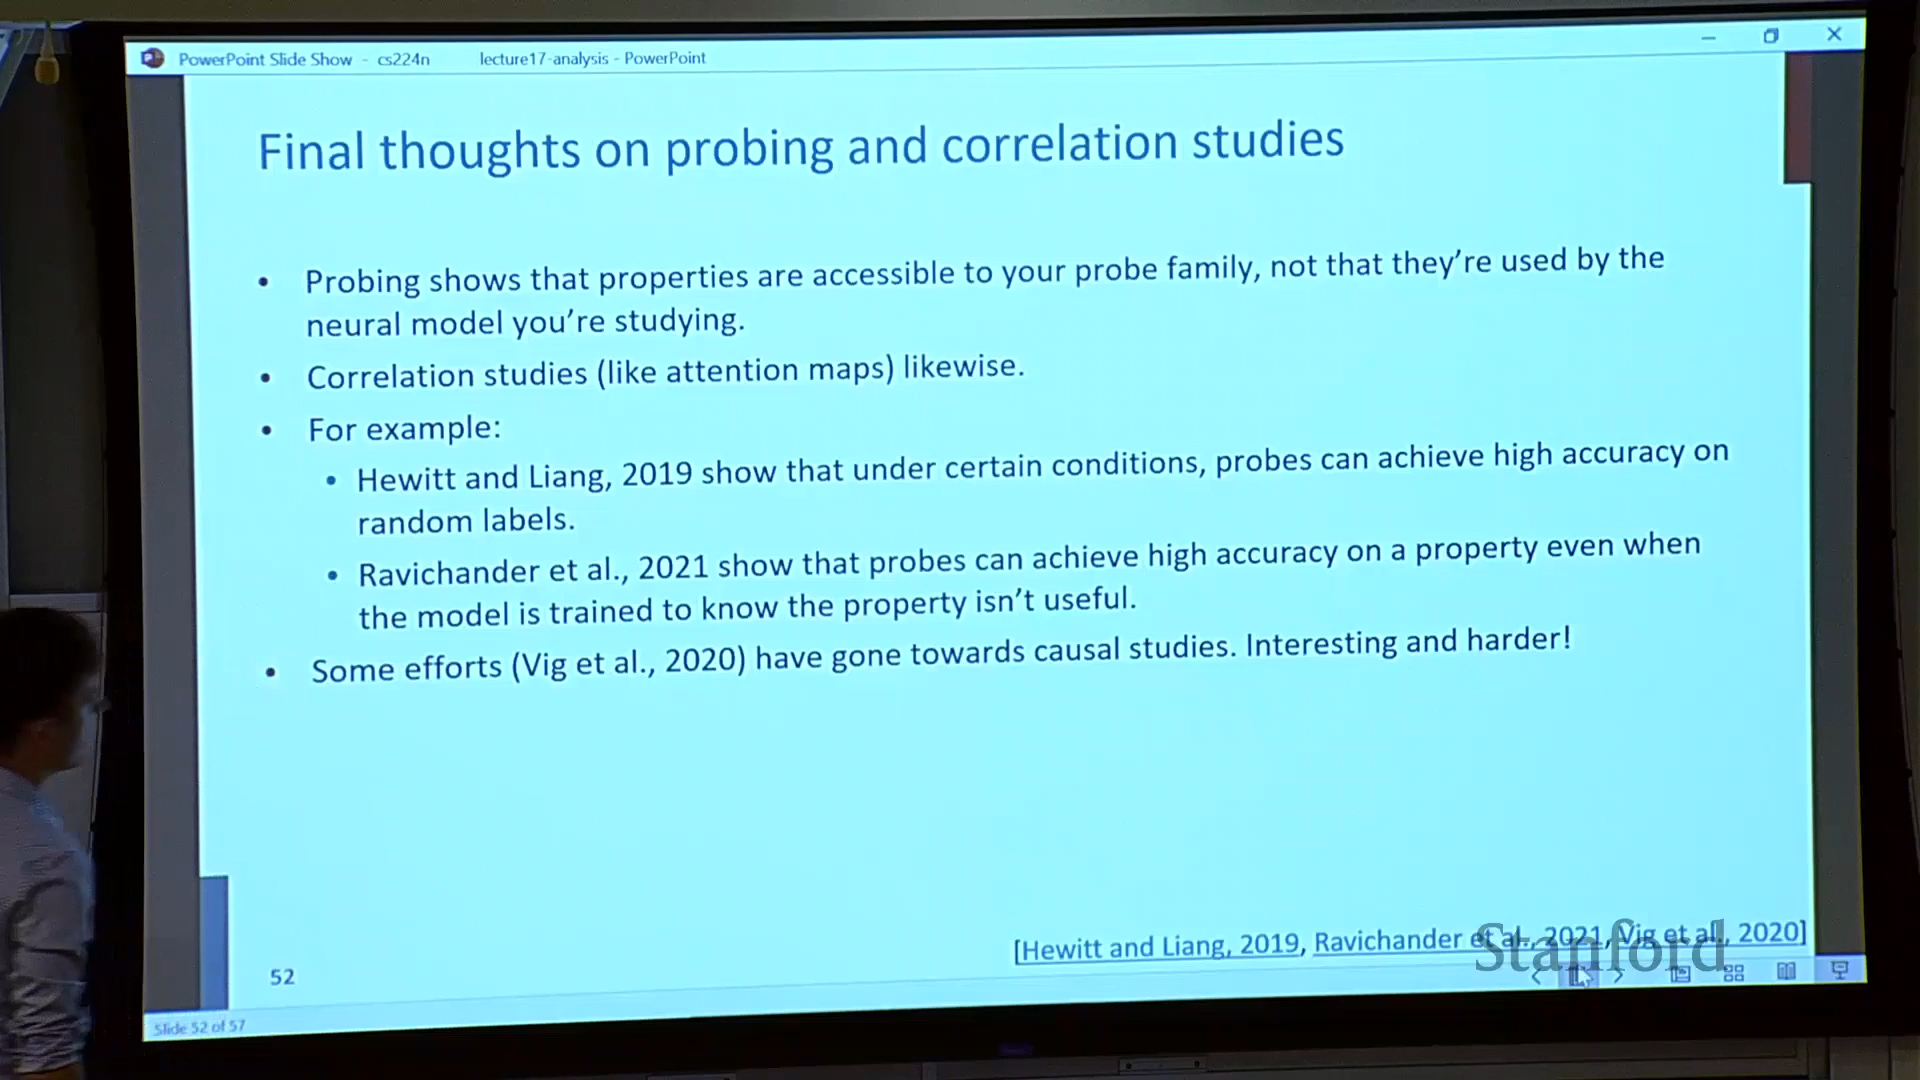 PowerPoint Slide Show - cs224n lecture17-analysis - PowerPoint
Final thoughts on probing and correlation studies
• Probing shows that properties are accessible to your probe family, not that they're used by the
neural model you're studying.
• Correlation studies (like attention maps) likewise.
• For example:
• Hewitt and Liang, 2019 show that under certain conditions, probes can achieve high accuracy on
random labels.
• Ravichander et al., 2021 show that probes can achieve high accuracy on a property even when
the model is trained to know the property isn't useful.
• Some efforts (Vig et al., 2020) have gone towards causal studies. Interesting and harder!
[Hewitt and Liang, 2019, Ravichander et al., 2021, Vig et al., 2020]
Stanford
52
Slide 52 of 57